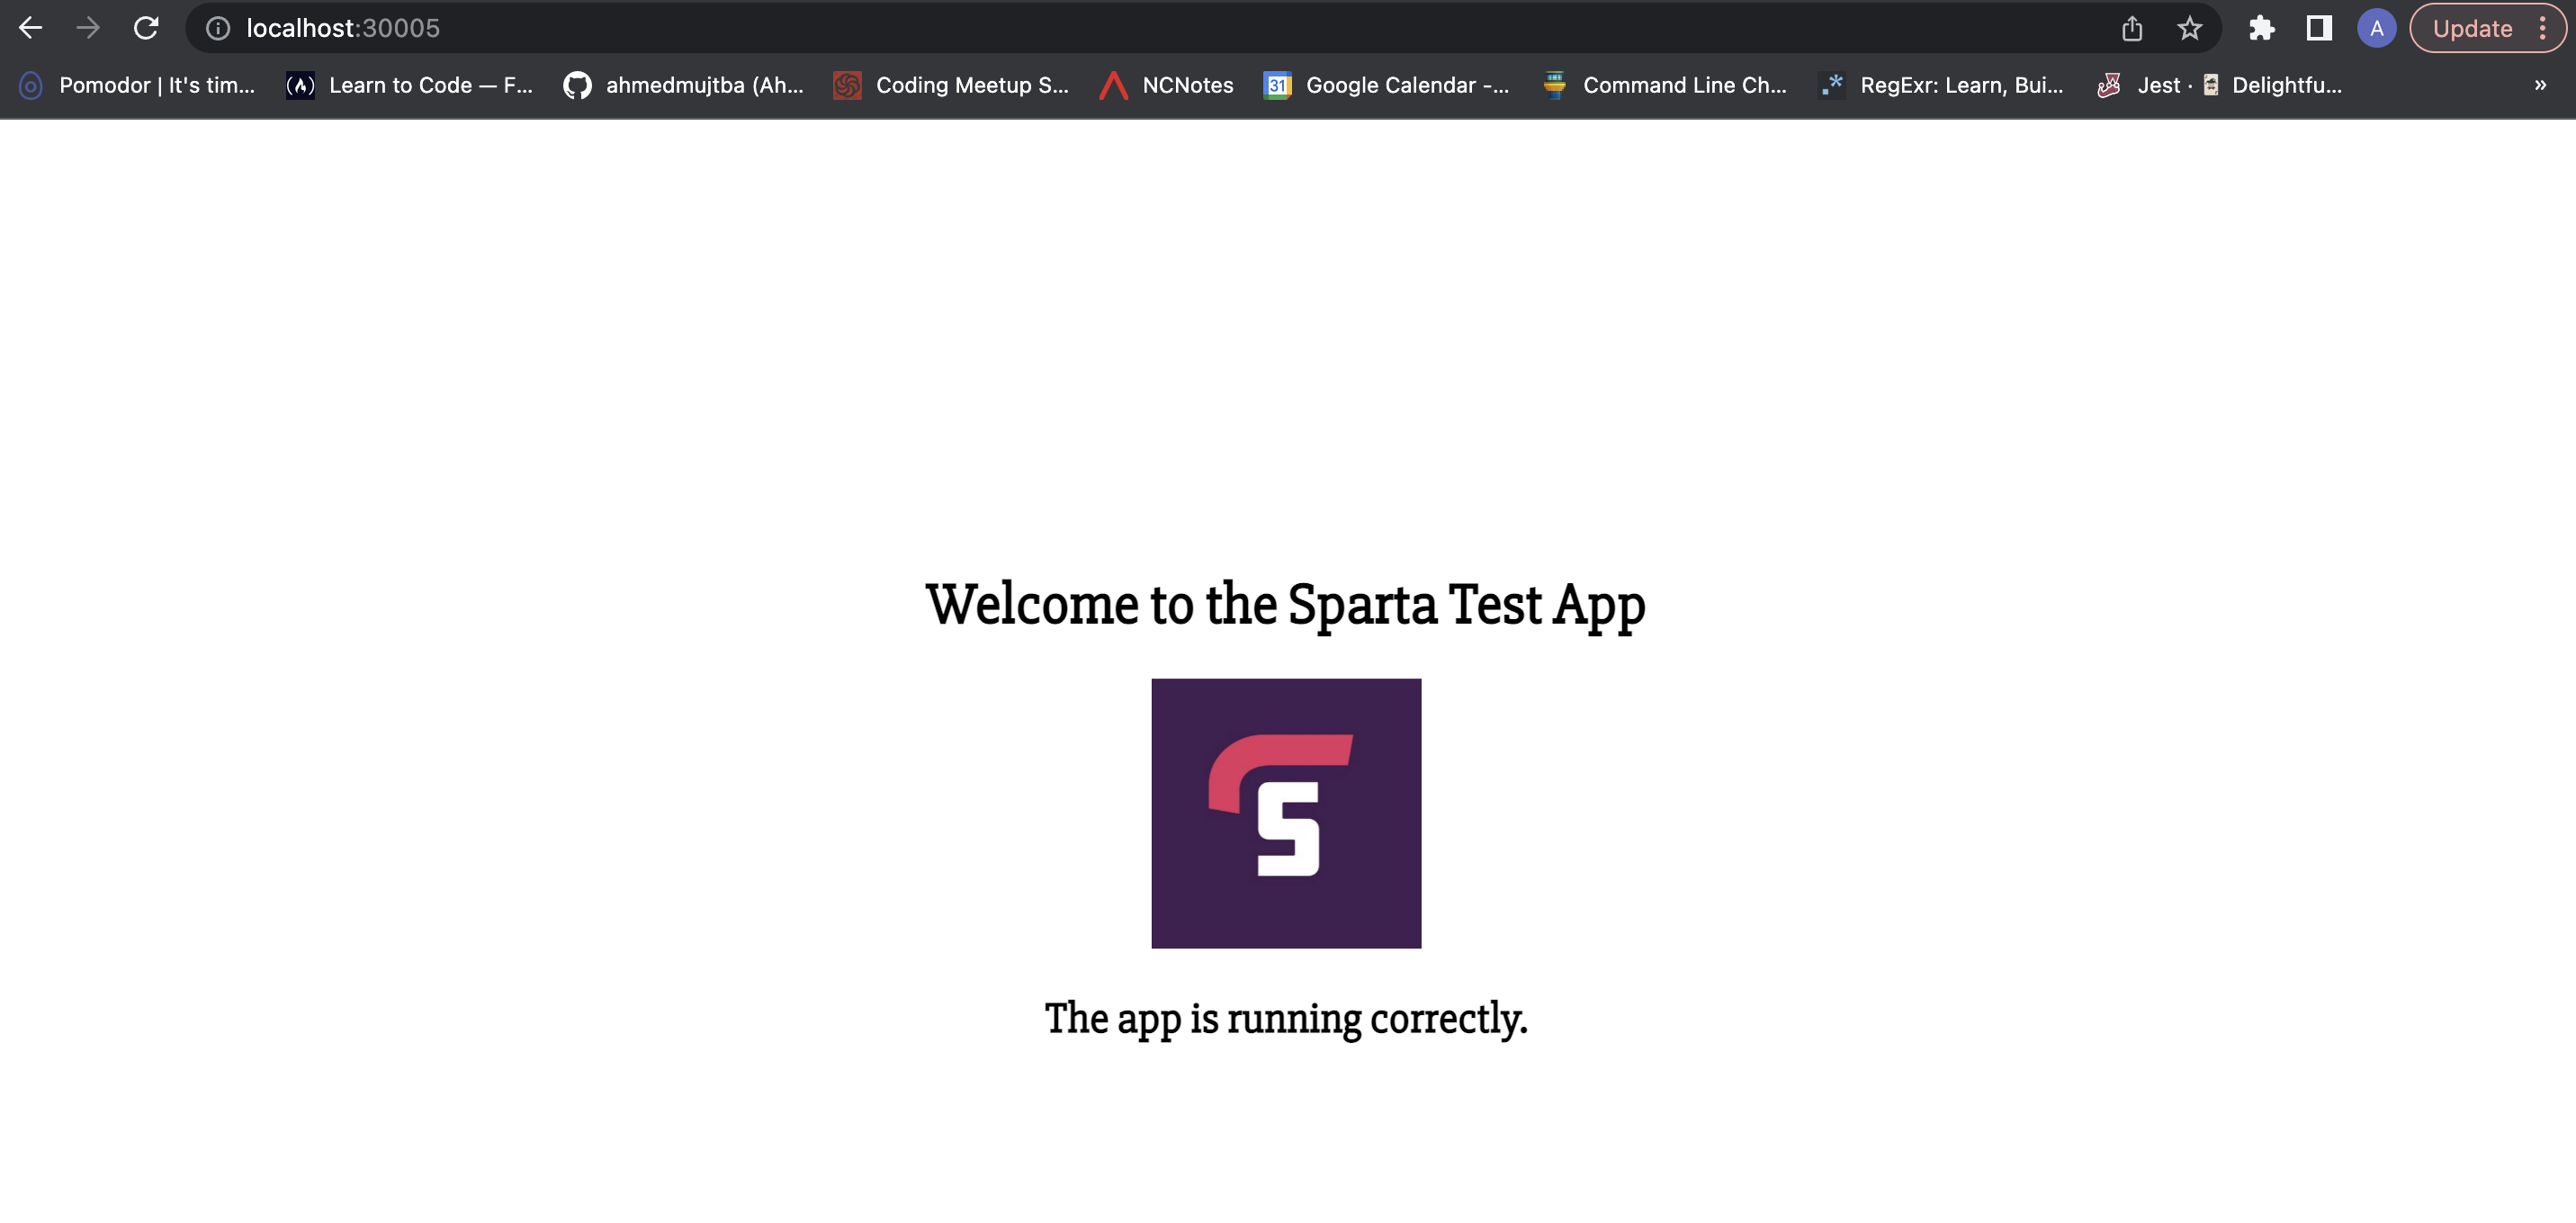 localhost:30005
Update
A
Pomodor | It's tim...
Learn to Code — F...
ahmedmujtba (Ah...
Coding Meetup S...
NCNotes
31
Google Calendar -...
Command Line Ch...
RegExr: Learn, Bui...
Jest · 🃏 Delightfu...
»
Welcome to the Sparta Test App
S
The app is running correctly.